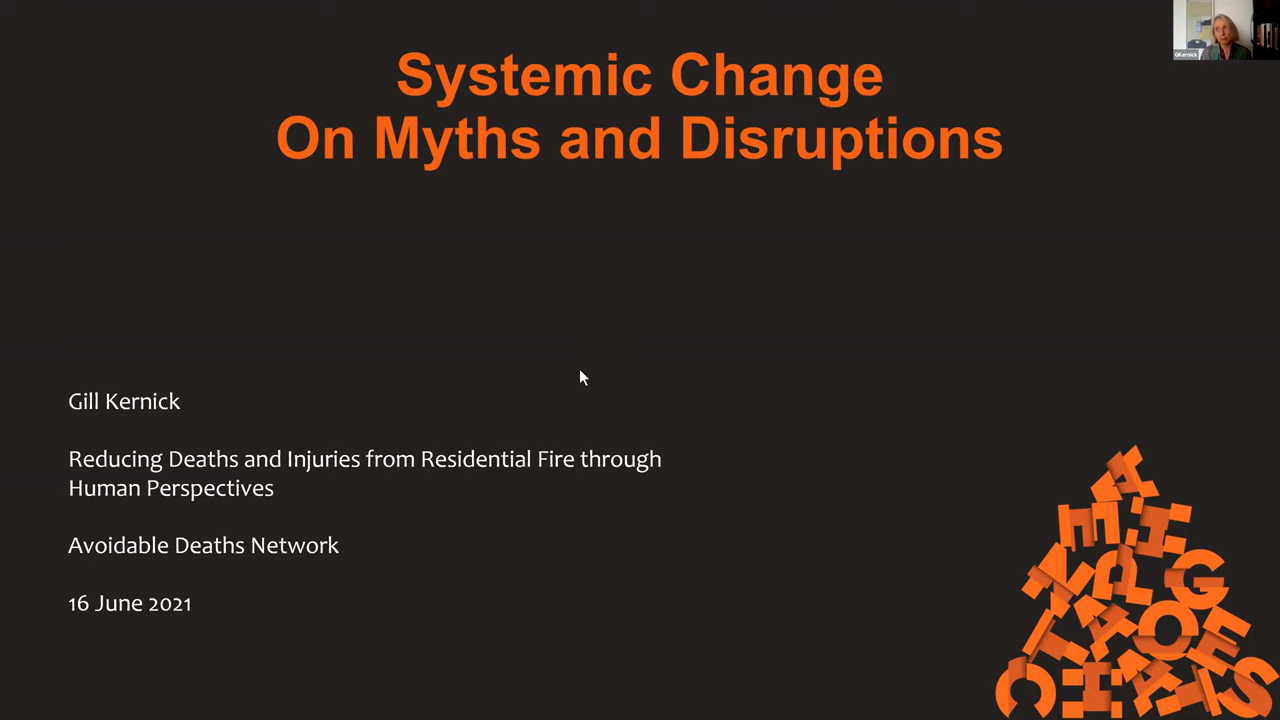 Systemic Change
On Myths and Disruptions
GKernick
Gill Kernick
Reducing Deaths and Injuries from Residential Fire through
Human Perspectives
Avoidable Deaths Network
16 June 2021